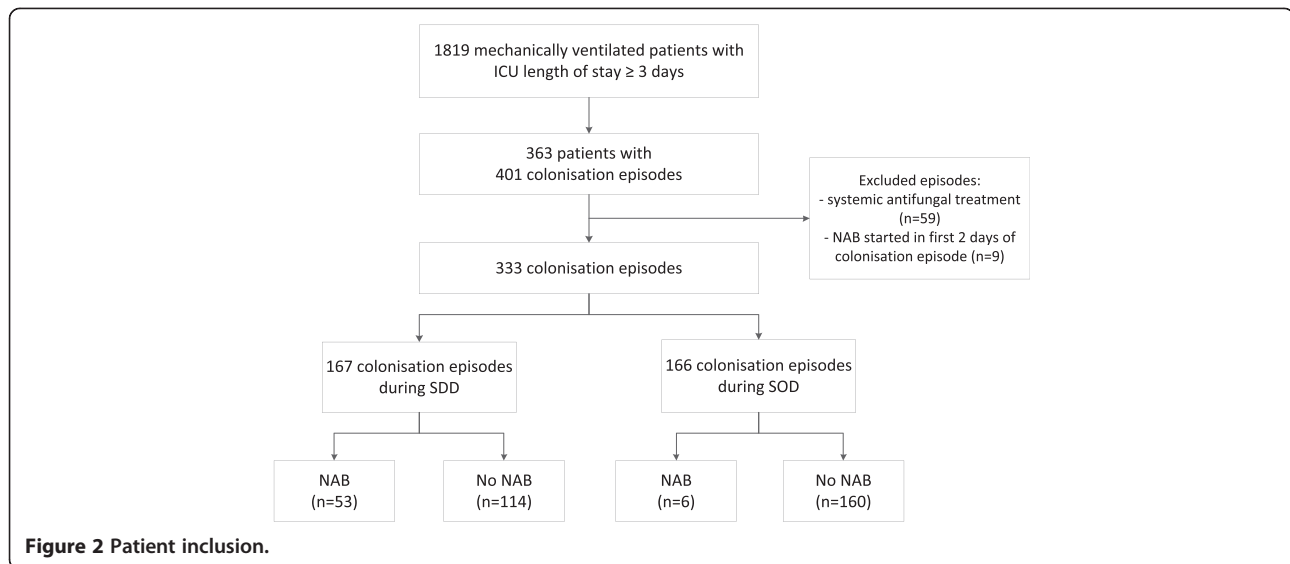 1819 mechanically ventilated patients with
ICU length of stay ≥ 3 days
363 patients with
401 colonisation episodes
Excluded episodes:
- systemic antifungal treatment
(n=59)
- NAB started in first 2 days of
colonisation episode (n=9)
333 colonisation episodes
167 colonisation episodes
during SDD
166 colonisation episodes
during SOD
NAB
(n=53)
No NAB
(n=114)
NAB
(n=6)
No NAB
(n=160)
Figure 2 Patient inclusion.